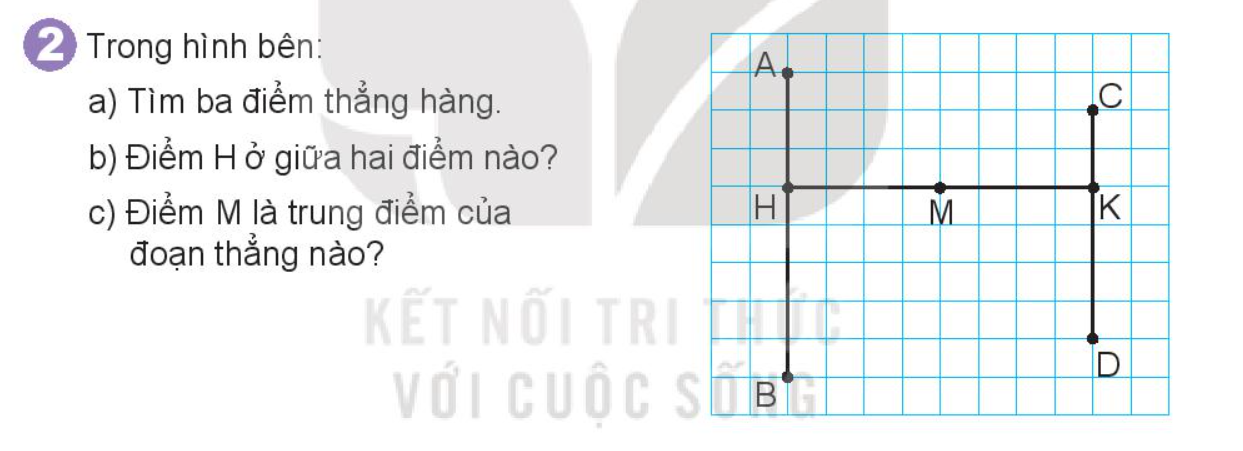 2 Trong hình bên:
a) Tìm ba điểm thẳng hàng.
b) Điểm H ở giữa hai điểm nào?
c) Điểm M là trung điểm của
đoạn thẳng nào?
A
C
H
M
K
D
B
KẾT NỐI TRI THỨC
VỚI CUỘC SỐNG